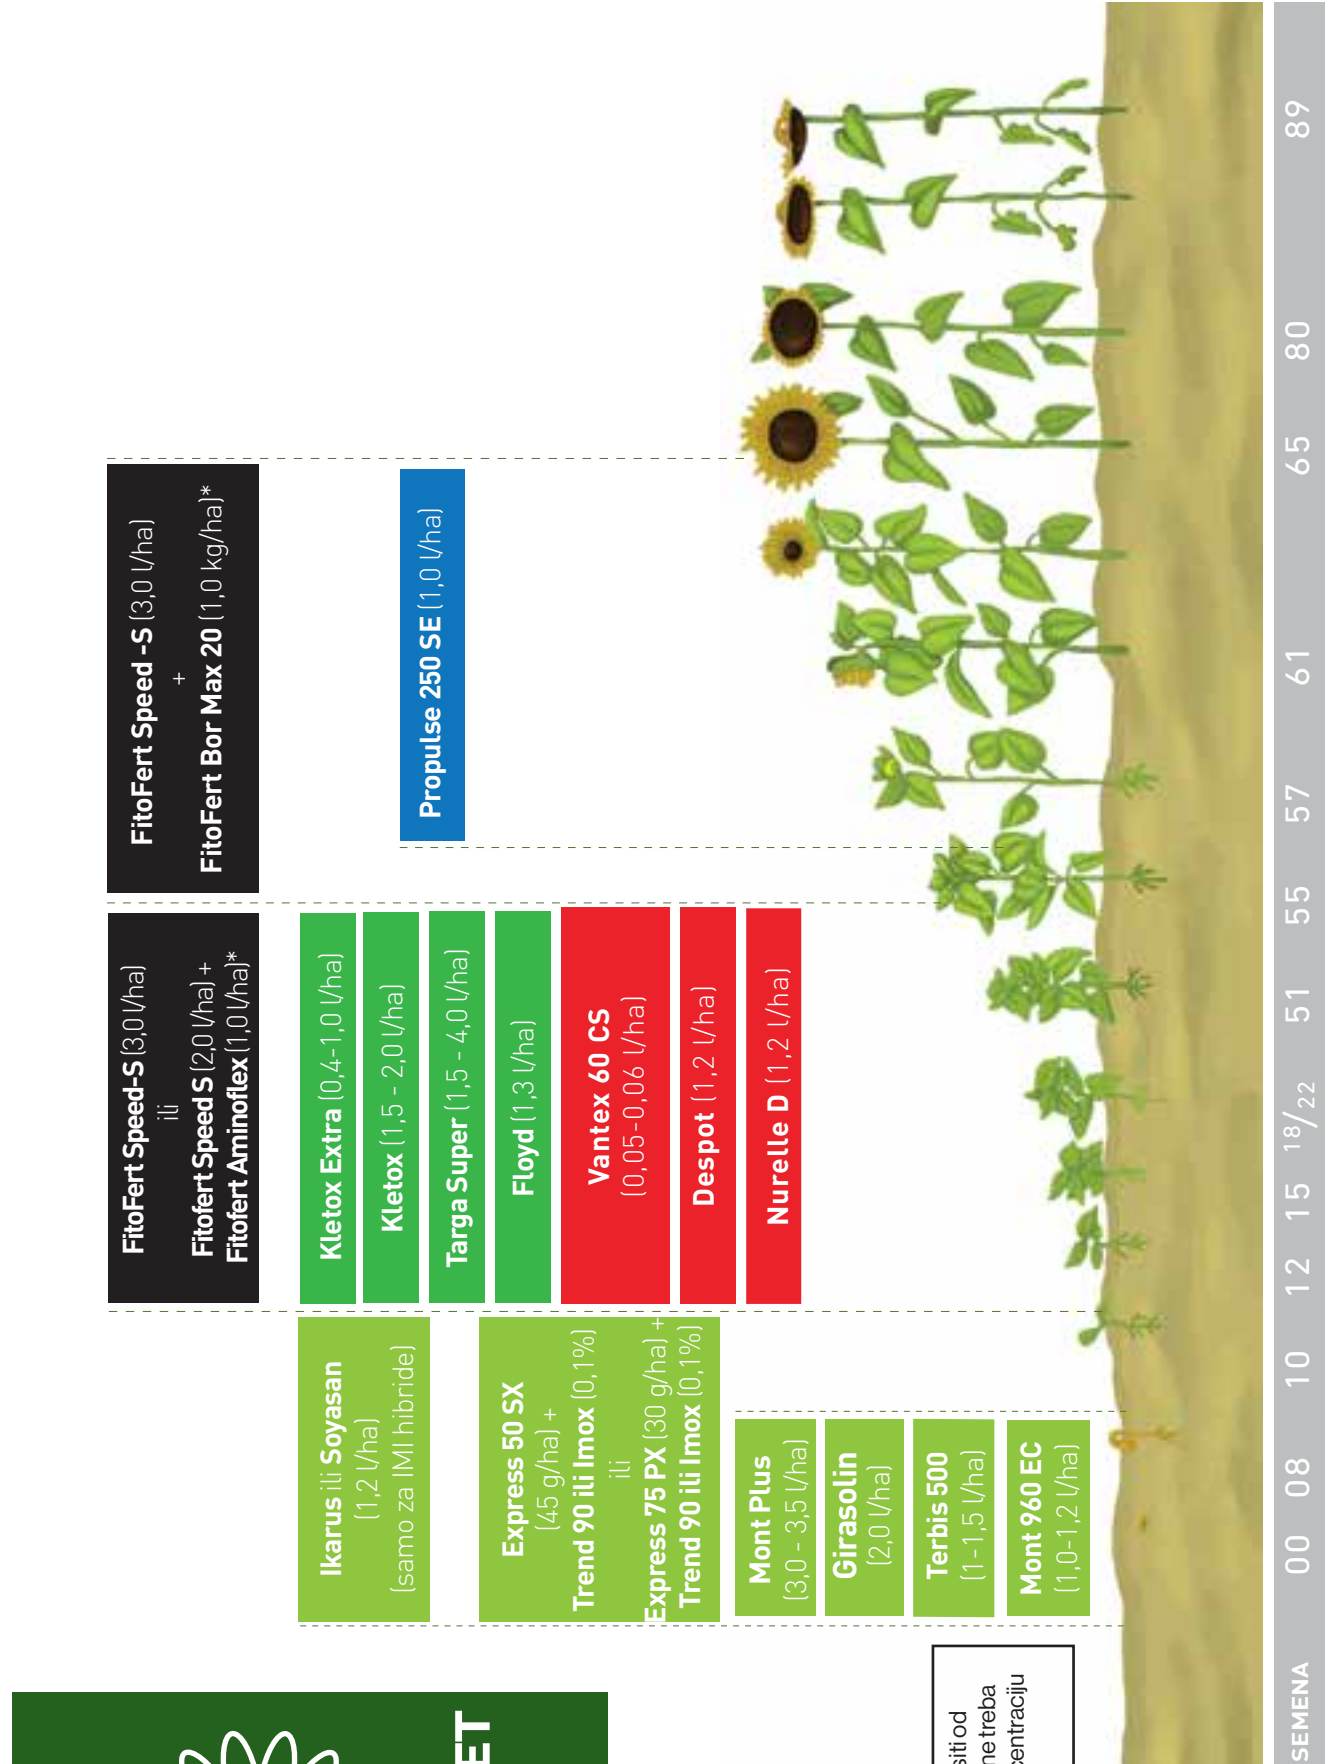 FitoFert Speed-S (3,0 l/ha)
ili
Fitofert Speed S (2,0 l/ha) +
Fitofert Aminoflex (1,0 l/ha)*
FitoFert Speed -S (3,0 l/ha)
+
FitoFert Bor Max 20 (1,0 kg/ha)*
Ikarus ili Soyasan
(1,2 l/ha)
(samo za IMI hibride)
Kletox Extra (0,4-1,0 l/ha)
Kletox (1,5 - 2,0 l/ha)
Targa Super (1,5 - 4,0 l/ha)
Floyd (1,3 l/ha)
Propulse 250 SE (1,0 l/ha)
Express 50 SX
(45 g/ha) +
Trend 90 ili Imox (0,1%)
ili
Express 75 PX (30 g/ha) +
Trend 90 ili Imox (0,1%)
Vantex 60 CS
(0,05-0,06 l/ha)
Despot (1,2 l/ha)
Nurelle D (1,2 l/ha)
Mont Plus
(3,0 - 3,5 l/ha)
Girasolin
(2,0 l/ha)
Terbis 500
(1-1,5 l/ha)
Mont 960 EC
(1,0-1,2 l/ha)
ET
siti od
ne treba
centraciju
SEMENA 00 08 10 12 15 18/22 51 55 57 61 65 80 89